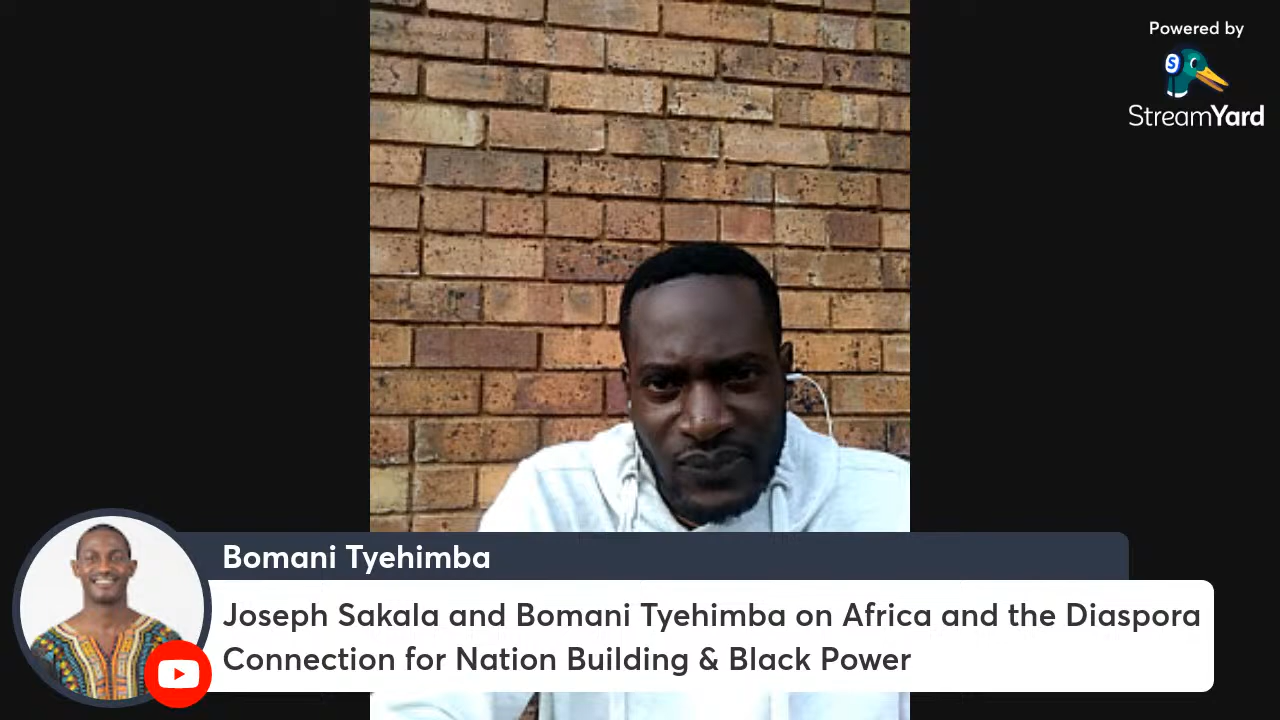 Powered by
S
StreamYard
Bomani Tyehimba
Joseph Sakala and Bomani Tyehimba on Africa and the Diaspora
Connection for Nation Building & Black Power